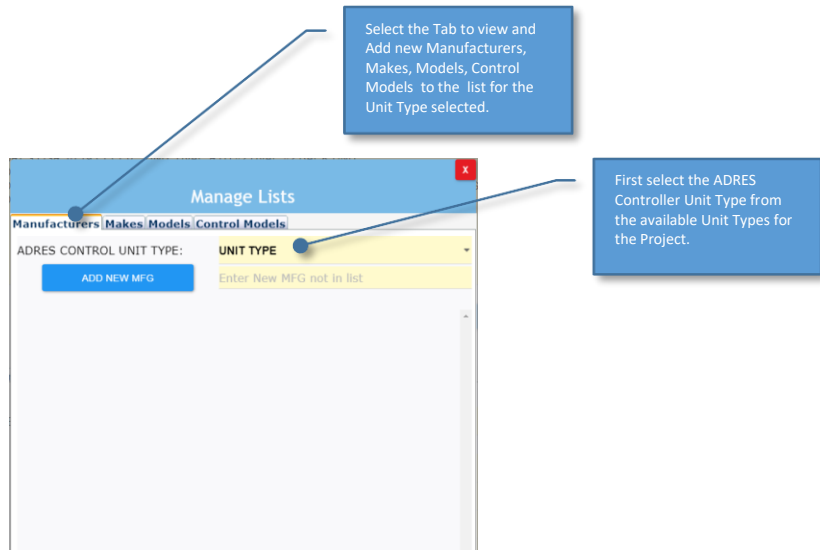 Select the Tab to view and
Add new Manufacturers,
Makes, Models, Control
Models to the list for the
Unit Type selected.
First select the ADRES
Controller Unit Type from
the available Unit Types for
the Project.
x
Manage Lists
Manufacturers Makes Models Control Models
ADRES CONTROL UNIT TYPE: UNIT TYPE
ADD NEW MFG Enter New MFG not in list